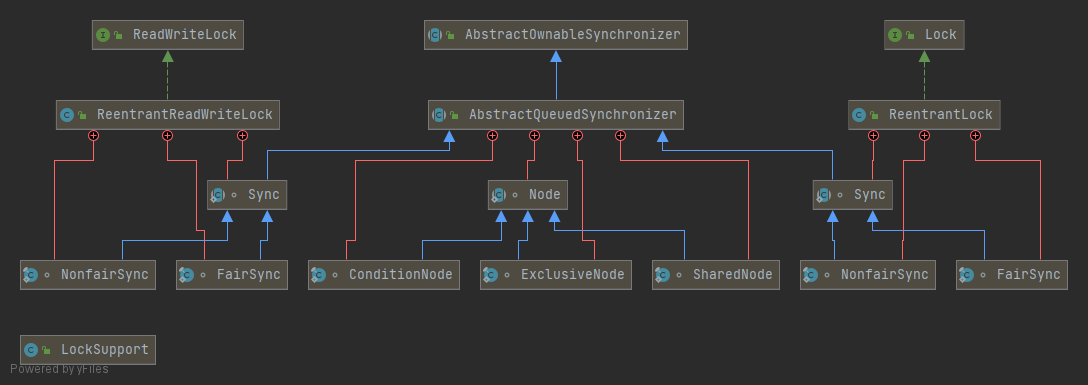 ReadWriteLock
AbstractOwnableSynchronizer
Lock
ReentrantReadWriteLock
AbstractQueuedSynchronizer
ReentrantLock
Sync
Node
Sync
NonfairSync
FairSync
ConditionNode
ExclusiveNode
SharedNode
NonfairSync
FairSync
LockSupport
Powered by yFiles